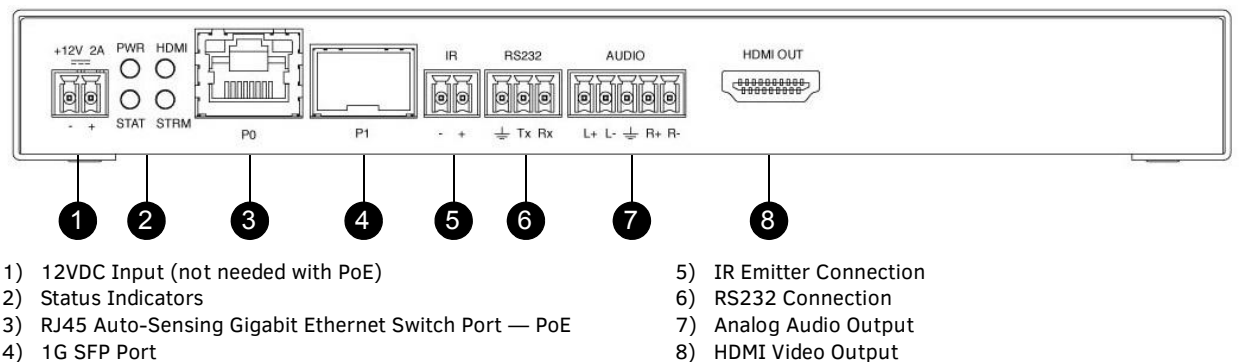 +12V 2A PWR HDMI IR RS232 AUDIO HDMI OUT
- + STAT STRM P0 P1 - + ⏚ Tx Rx L+ L- ⏚ R+ R-
1 2 3 4 5 6 7 8
1) 12VDC Input (not needed with PoE)
2) Status Indicators
3) RJ45 Auto-Sensing Gigabit Ethernet Switch Port — PoE
4) 1G SFP Port
5) IR Emitter Connection
6) RS232 Connection
7) Analog Audio Output
8) HDMI Video Output